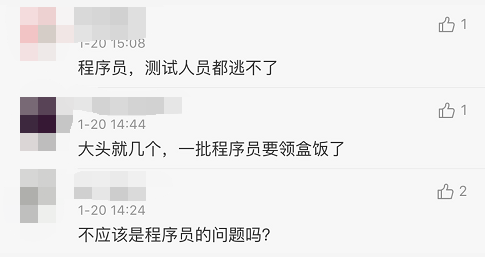 1
1-20 15:08
程序员，测试人员都逃不了
1
1-20 14:44
大头就几个，一批程序员要领盒饭了
2
1-20 14:24
不应该是程序员的问题吗?